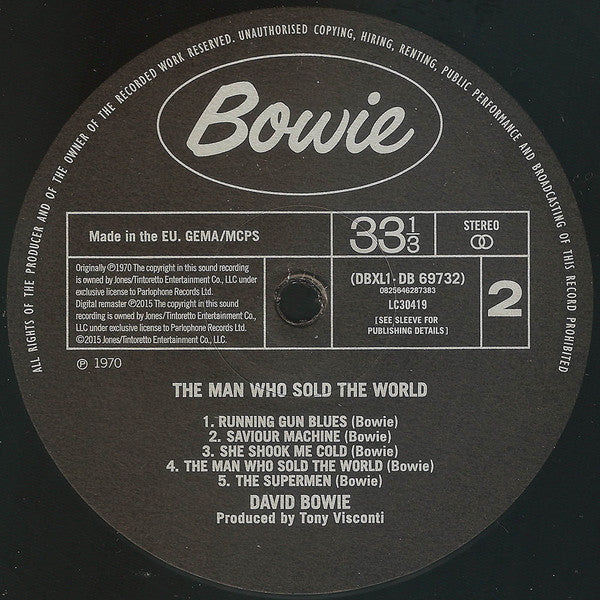 ALL RIGHTS OF THE PRODUCER AND OF THE OWNER OF THE RECORDED WORK RESERVED. UNAUTHORISED COPYING, HIRING, RENTING, PUBLIC PERFORMANCE AND BROADCASTING OF THIS RECORD PROHIBITED
Bowie
Made in the EU. GEMA/MCPS
33 1/3
STEREO
Originally ℗1970 The copyright in this sound recording
is owned by Jones/Tintoretto Entertainment Co., LLC under
exclusive license to Parlophone Records Ltd.
Digital remaster ℗2015 The copyright in this sound
recording is owned by Jones/Tintoretto Entertainment Co.,
LLC under exclusive license to Parlophone Records Ltd.
©2015 Jones/Tintoretto Entertainment Co., LLC.
(DBXL1 · DB 69732)
0825646287383
LC30419
[SEE SLEEVE FOR
PUBLISHING DETAILS]
2
℗ 1970
THE MAN WHO SOLD THE WORLD
1. RUNNING GUN BLUES (Bowie)
2. SAVIOUR MACHINE (Bowie)
3. SHE SHOOK ME COLD (Bowie)
4. THE MAN WHO SOLD THE WORLD (Bowie)
5. THE SUPERMEN (Bowie)
DAVID BOWIE
Produced by Tony Visconti